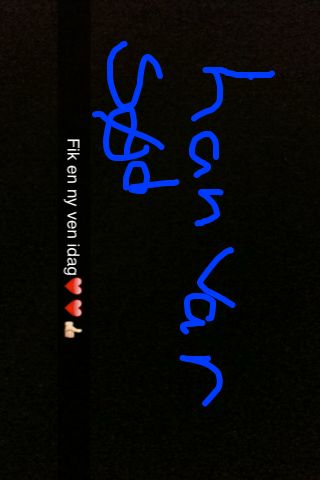 han var
sød
Fik en ny ven idag❤️❤️👍🏻